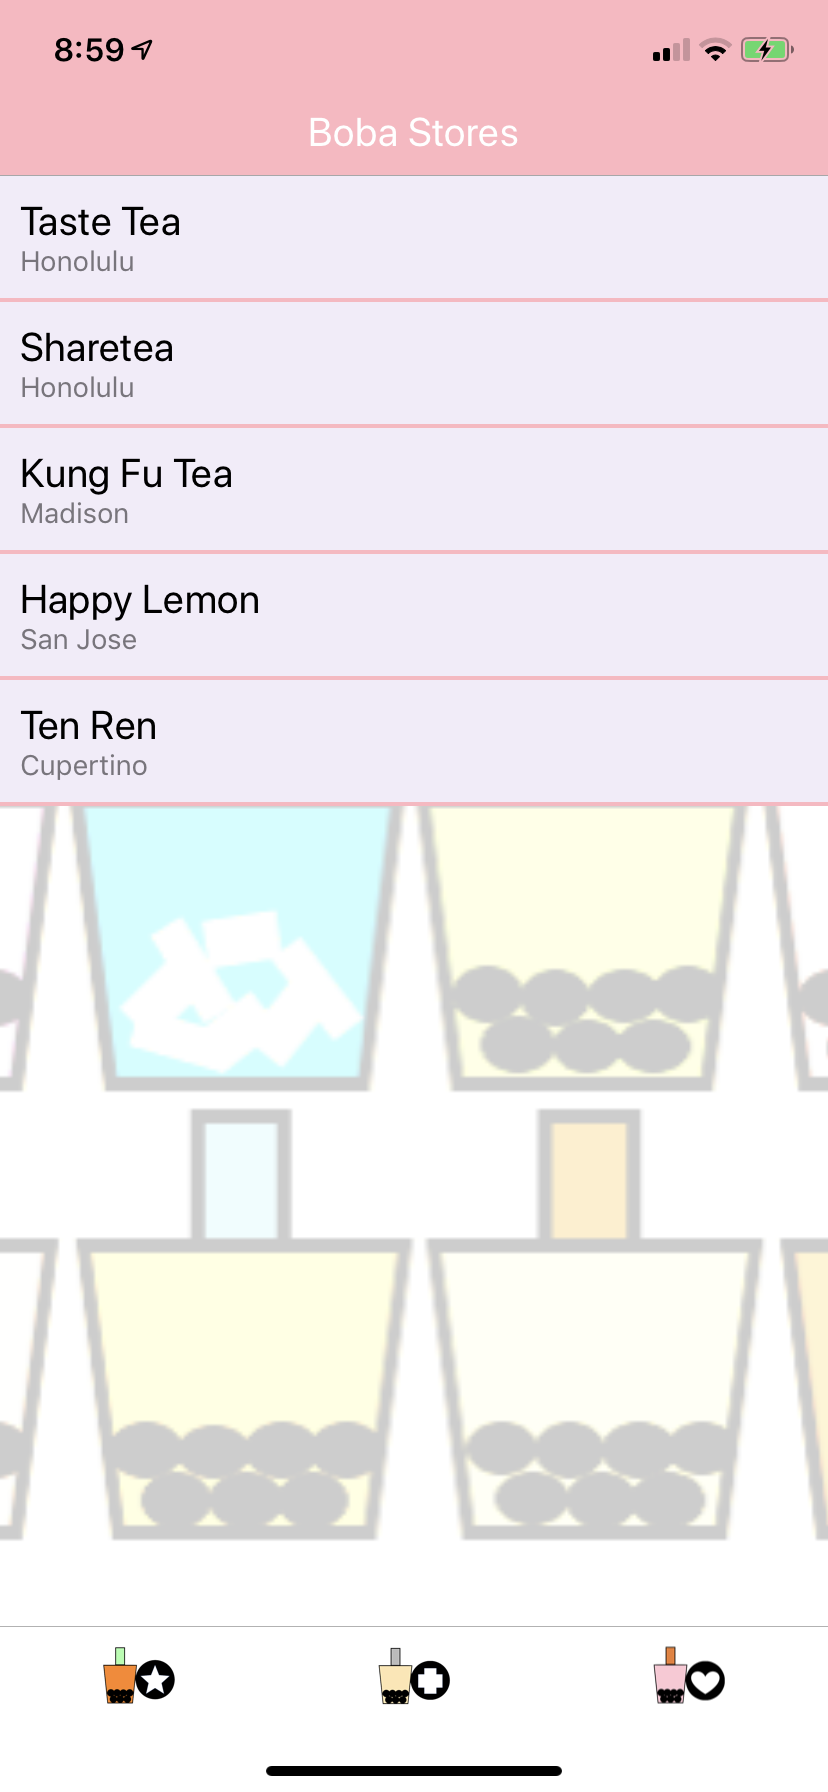 8:59
Boba Stores
Taste Tea
Honolulu
Sharetea
Honolulu
Kung Fu Tea
Madison
Happy Lemon
San Jose
Ten Ren
Cupertino